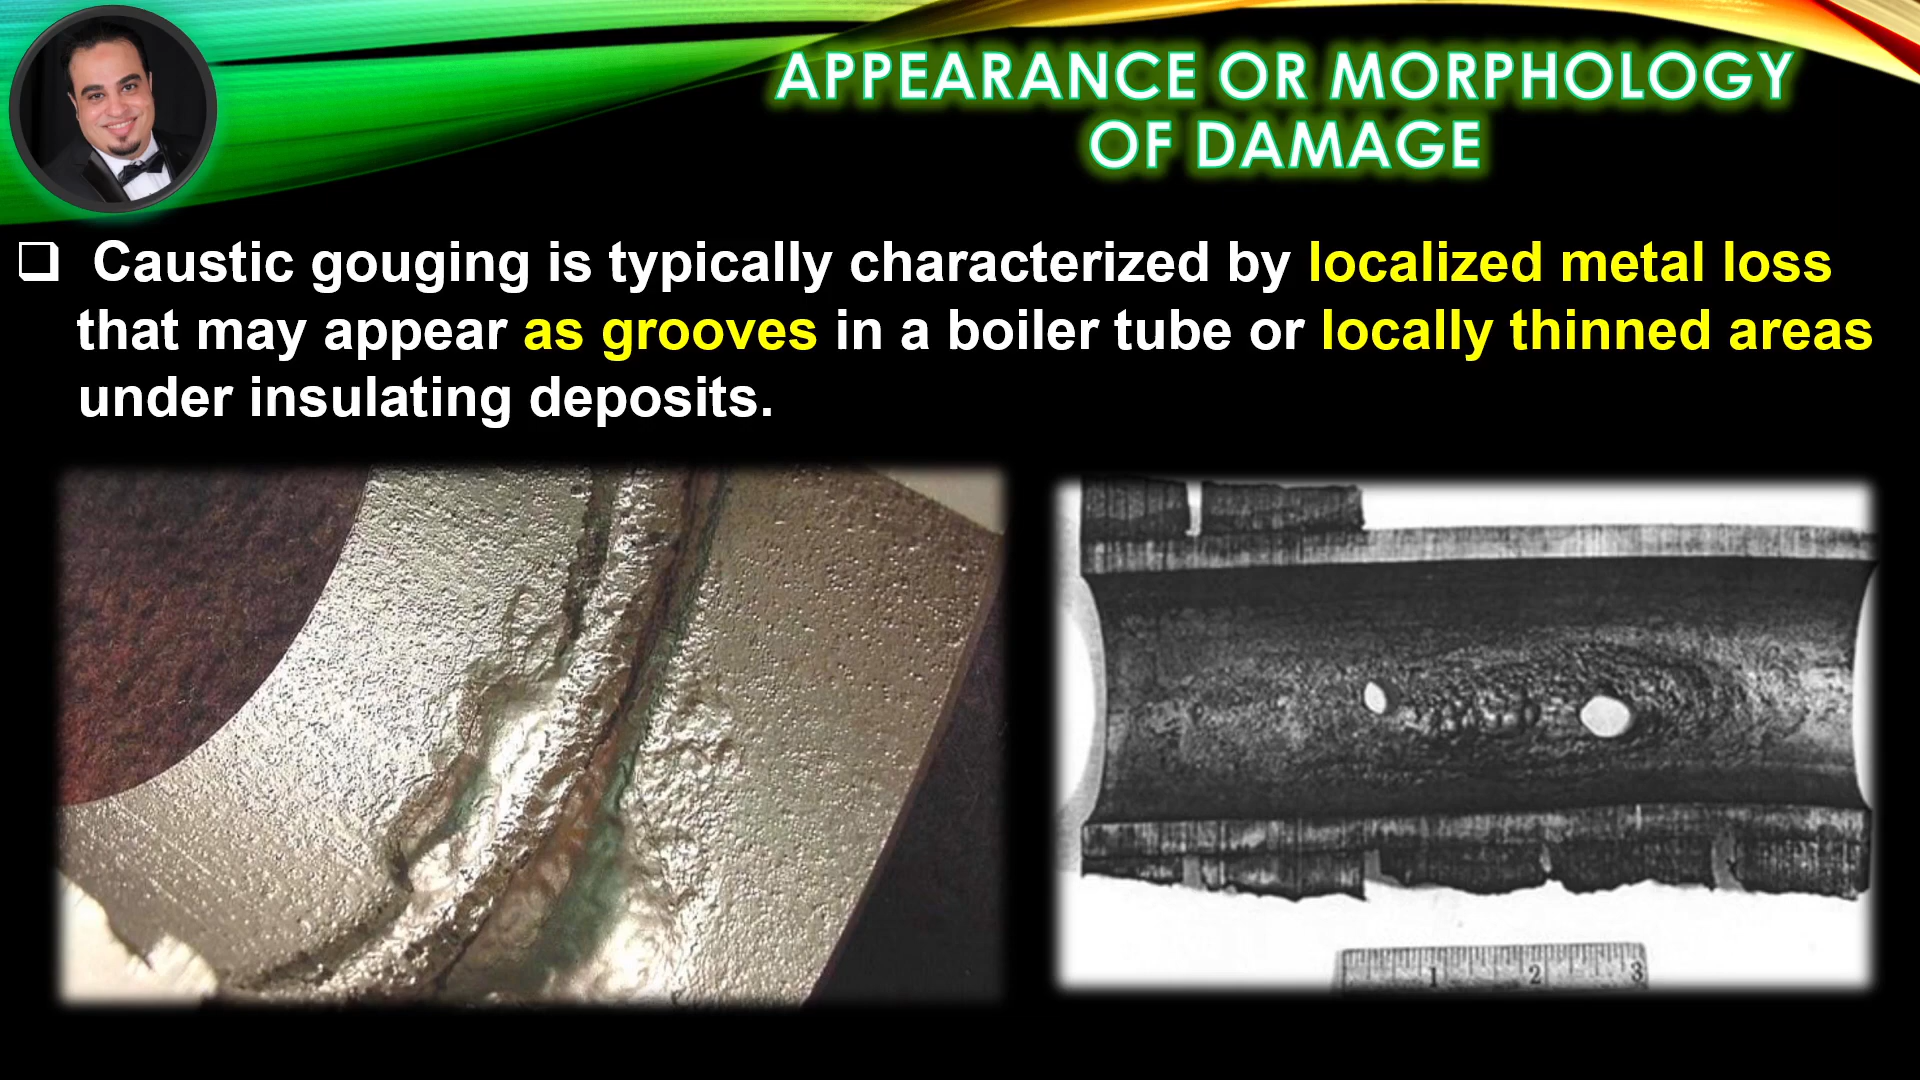 APPEARANCE OR MORPHOLOGY
OF DAMAGE
❑ Caustic gouging is typically characterized by localized metal loss
that may appear as grooves in a boiler tube or locally thinned areas
under insulating deposits.
1 2 3